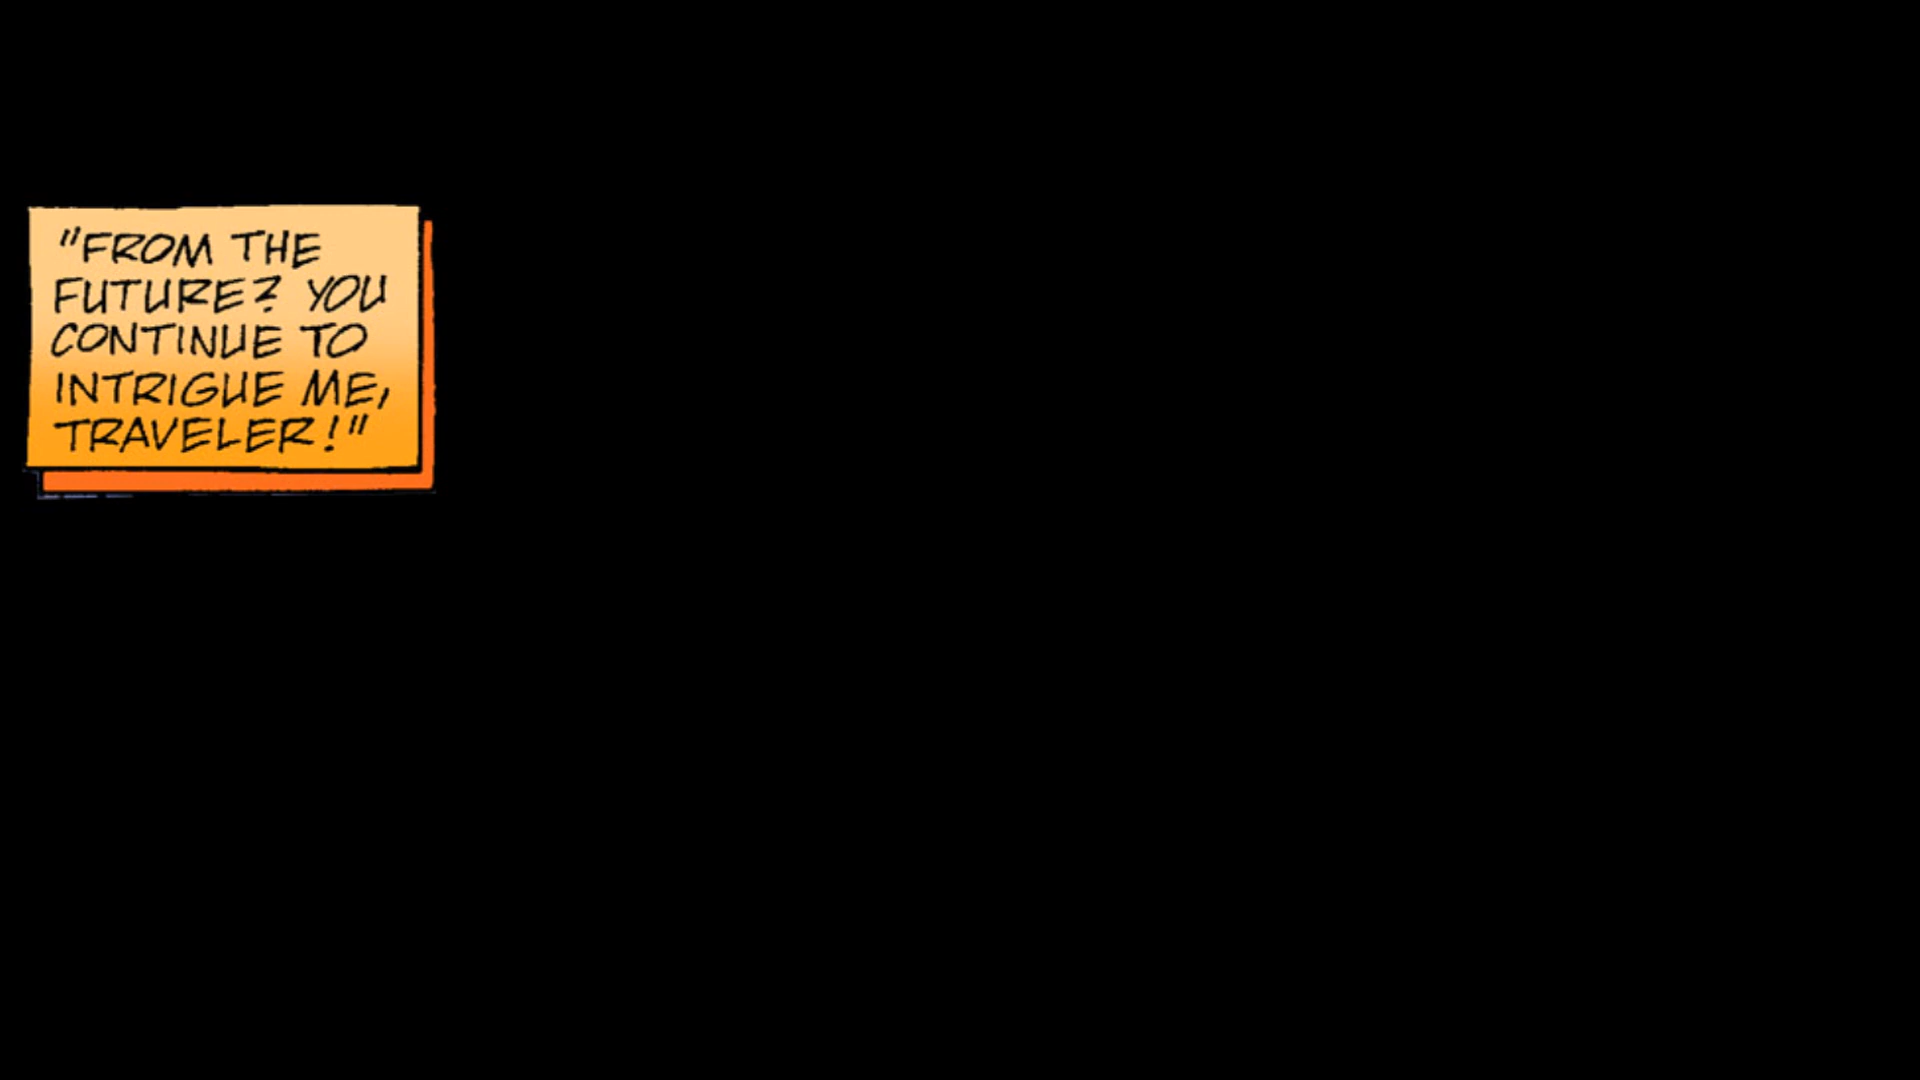 "FROM THE
FUTURE? YOU
CONTINUE TO
INTRIGUE ME,
TRAVELER!"